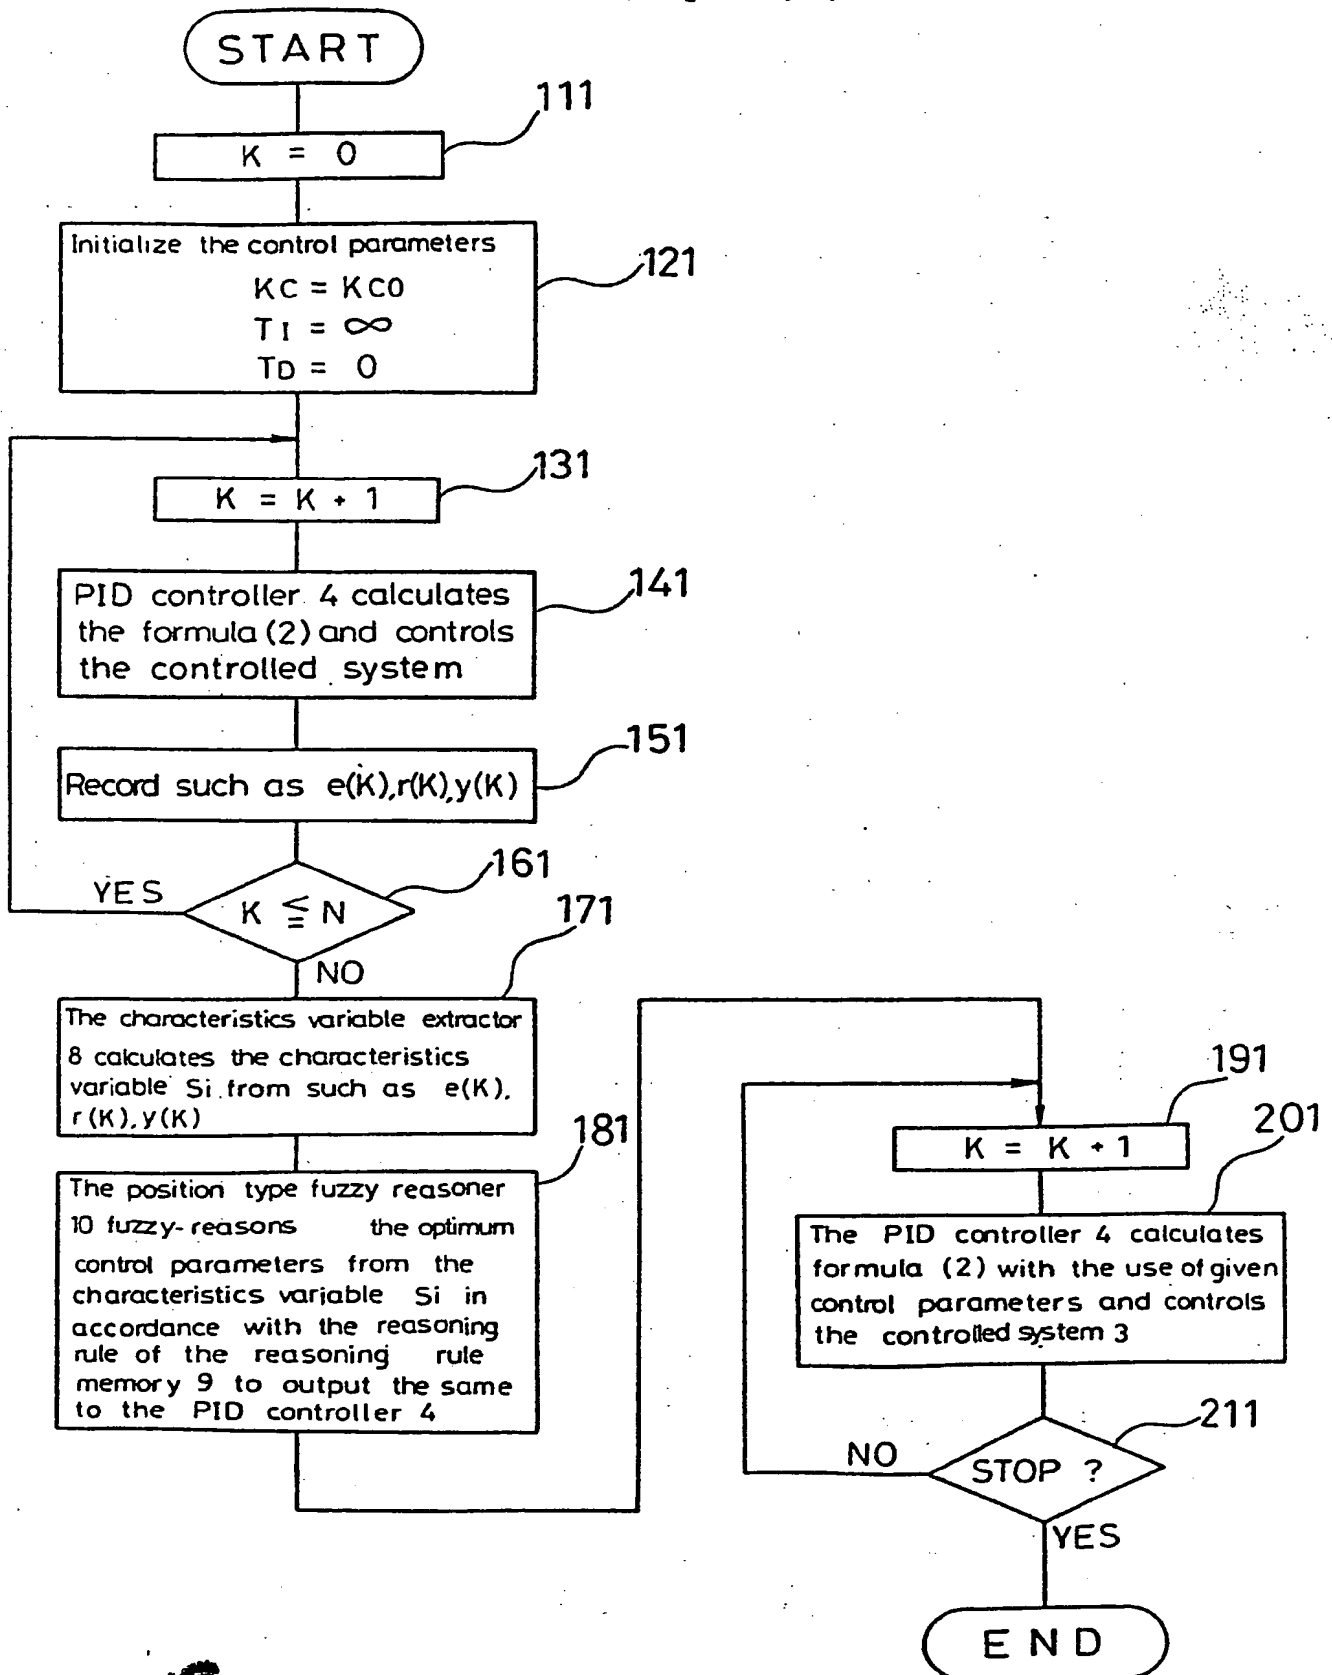 START
111
K = 0
Initialize the control parameters
KC = KC0
TI = ∞
TD = 0
121
131
K = K + 1
PID controller 4 calculates
the formula (2) and controls
the controlled system
141
151
Record such as e(K), r(K), y(K)
161
YES
K ≦ N
NO
171
The characteristics variable extractor
8 calculates the characteristics
variable Si from such as e(K),
r(K), y(K)
181
The position type fuzzy reasoner
10 fuzzy-reasons the optimum
control parameters from the
characteristics variable Si in
accordance with the reasoning
rule of the reasoning rule
memory 9 to output the same
to the PID controller 4
191
K = K + 1
201
The PID controller 4 calculates
formula (2) with the use of given
control parameters and controls
the controlled system 3
211
NO
STOP ?
YES
END